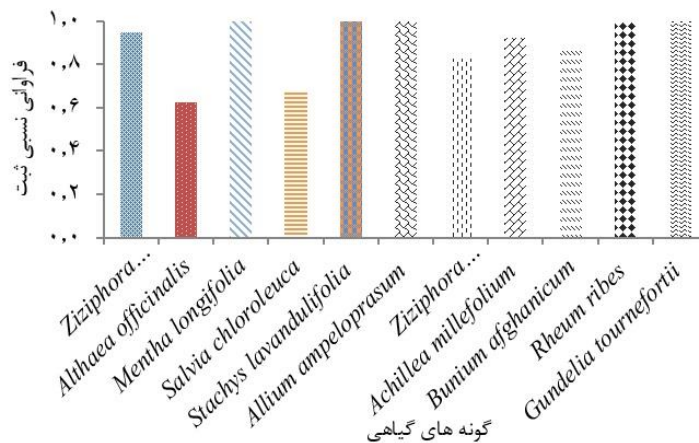 فراوانی نسبی ثبت
۱,۰
۰,۸
۰,۶
۰,۴
۰,۲
۰,۰
Ziziphora...
Althaea officinalis
Mentha longifolia
Salvia chloroleuca
Stachys lavandulifolia
Allium ampeloprasum
Ziziphora...
Achillea millefolium
Bunium afghanicum
Rheum ribes
Gundelia tournefortii
گونه های گیاهی